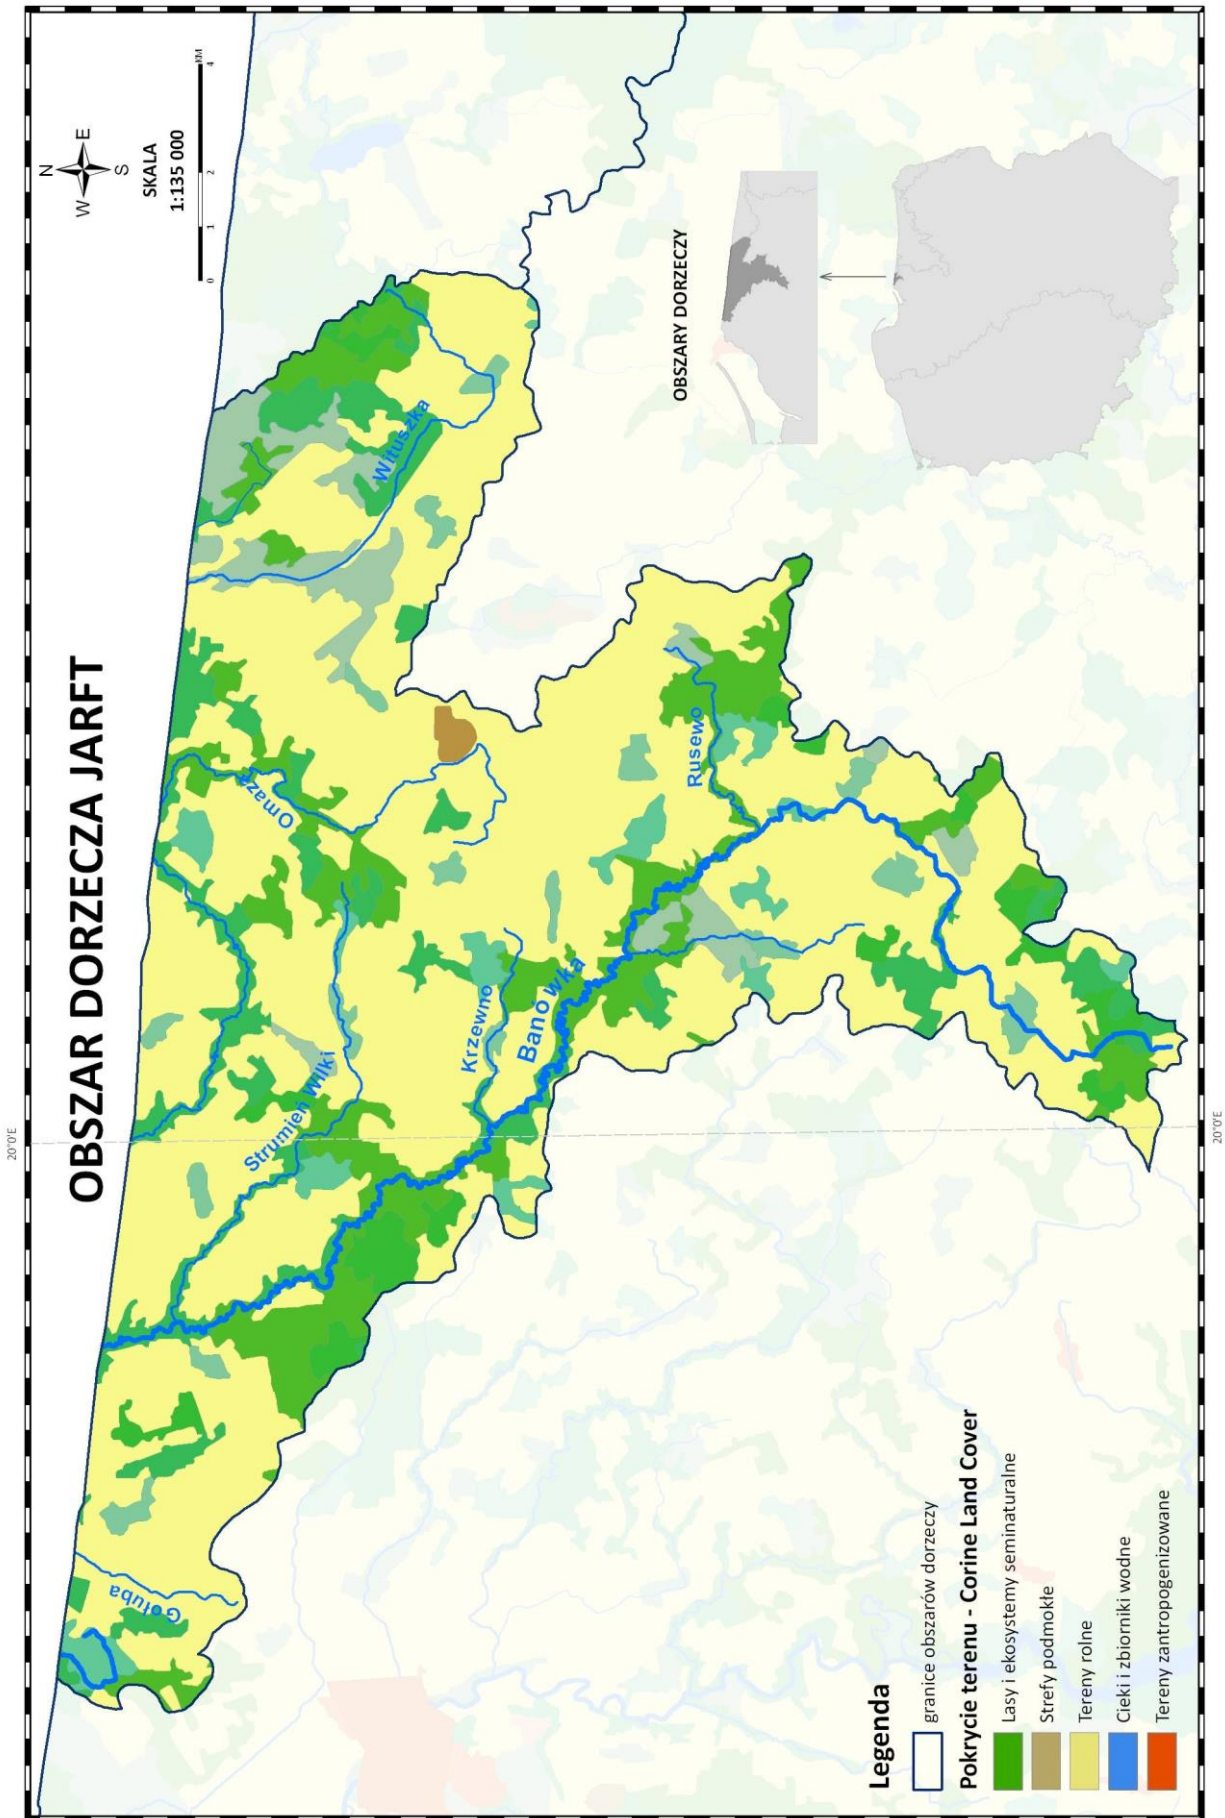 OBSZAR DORZECZA JARFT
20°0'E
N
W
E
S
SKALA
1:135 000
0
1
2
4
KM
Gołuba
Strumień Wilki
Omaza
Wituszka
Krzewno
Banówka
Rusewo
OBSZARY DORZECZY
Legenda
granice obszarów dorzeczy
Pokrycie terenu - Corine Land Cover
Lasy i ekosystemy seminaturalne
Strefy podmokłe
Tereny rolne
Cieki i zbiorniki wodne
Tereny zantropogenizowane
20°0'E